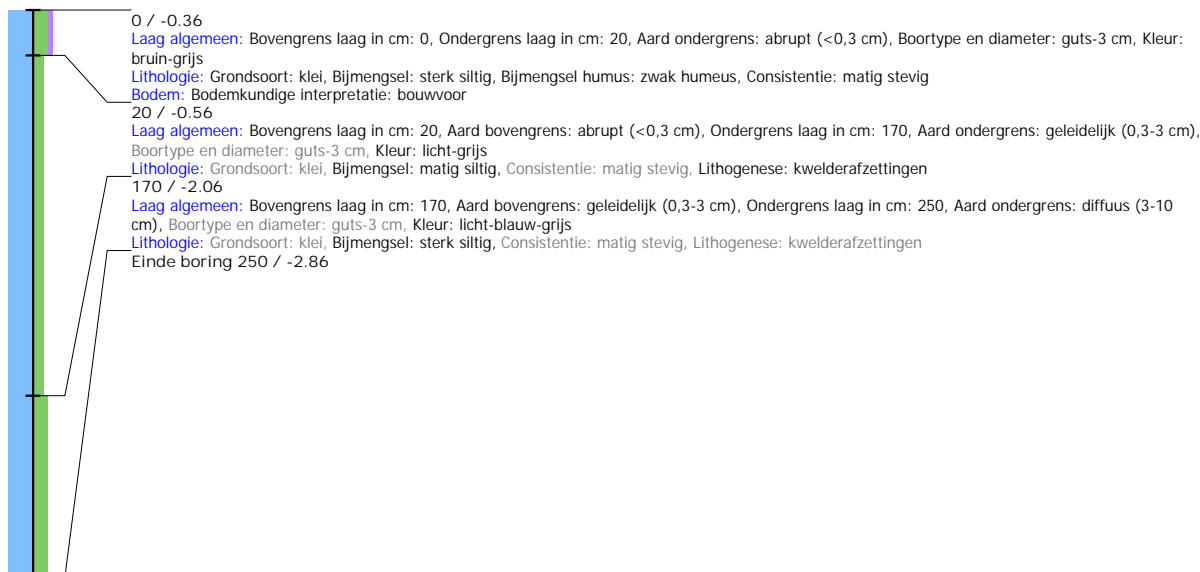 0 / -0.36
Laag algemeen: Bovengrens laag in cm: 0, Ondergrens laag in cm: 20, Aard ondergrens: abrupt (<0,3 cm), Boortype en diameter: guts-3 cm, Kleur:
bruin-grijs
Lithologie: Grondsoort: klei, Bijmengsel: sterk siltig, Bijmengsel humus: zwak humeus, Consistentie: matig stevig
Bodem: Bodemkundige interpretatie: bouwvoor
20 / -0.56
Laag algemeen: Bovengrens laag in cm: 20, Aard bovengrens: abrupt (<0,3 cm), Ondergrens laag in cm: 170, Aard ondergrens: geleidelijk (0,3-3 cm),
Boortype en diameter: guts-3 cm, Kleur: licht-grijs
Lithologie: Grondsoort: klei, Bijmengsel: matig siltig, Consistentie: matig stevig, Lithogenese: kwelderafzettingen
170 / -2.06
Laag algemeen: Bovengrens laag in cm: 170, Aard bovengrens: geleidelijk (0,3-3 cm), Ondergrens laag in cm: 250, Aard ondergrens: diffuus (3-10
cm), Boortype en diameter: guts-3 cm, Kleur: licht-blauw-grijs
Lithologie: Grondsoort: klei, Bijmengsel: sterk siltig, Consistentie: matig stevig, Lithogenese: kwelderafzettingen
Einde boring 250 / -2.86